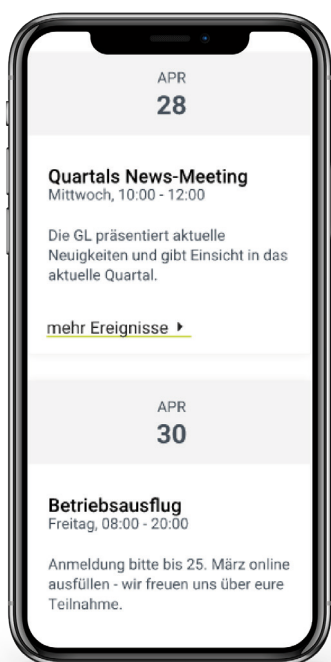 APR
28
Quartals News-Meeting
Mittwoch, 10:00 - 12:00
Die GL präsentiert aktuelle
Neuigkeiten und gibt Einsicht in das
aktuelle Quartal.
mehr Ereignisse
APR
30
Betriebsausflug
Freitag, 08:00 - 20:00
Anmeldung bitte bis 25. März online
ausfüllen - wir freuen uns über eure
Teilnahme.